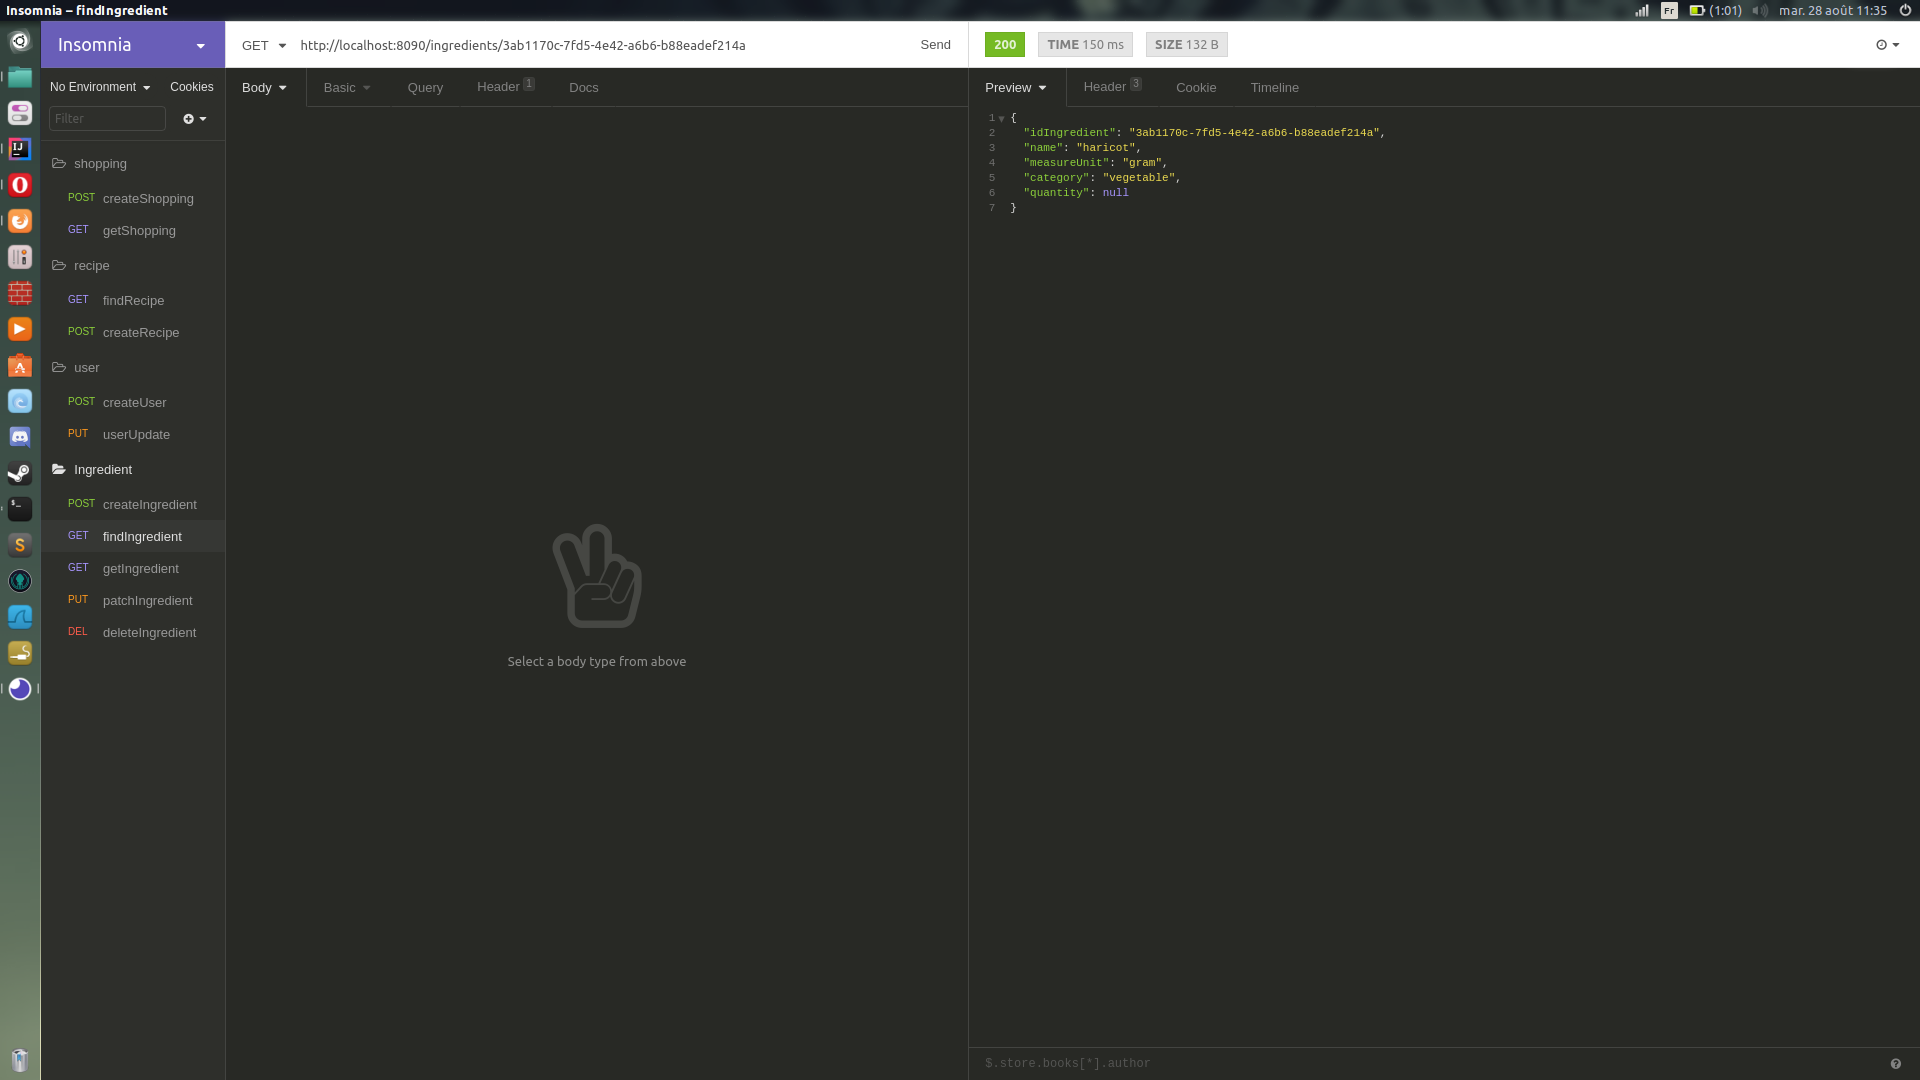 Insomnia – findIngredient
Fr (1:01) mar. 28 août 11:35
Insomnia
GET http://localhost:8090/ingredients/3ab1170c-7fd5-4e42-a6b6-b88eadef214a Send
200 TIME 150 ms SIZE 132 B
No Environment Cookies
Filter
Body Basic Query Header 1 Docs
Preview Header 3 Cookie Timeline
shopping
POST createShopping
GET getShopping
recipe
GET findRecipe
POST createRecipe
user
POST createUser
PUT userUpdate
Ingredient
POST createIngredient
GET findIngredient
GET getIngredient
PUT patchIngredient
DEL deleteIngredient
Select a body type from above
1 {
2 "idIngredient": "3ab1170c-7fd5-4e42-a6b6-b88eadef214a",
3 "name": "haricot",
4 "measureUnit": "gram",
5 "category": "vegetable",
6 "quantity": null
7 }
$.store.books[*].author